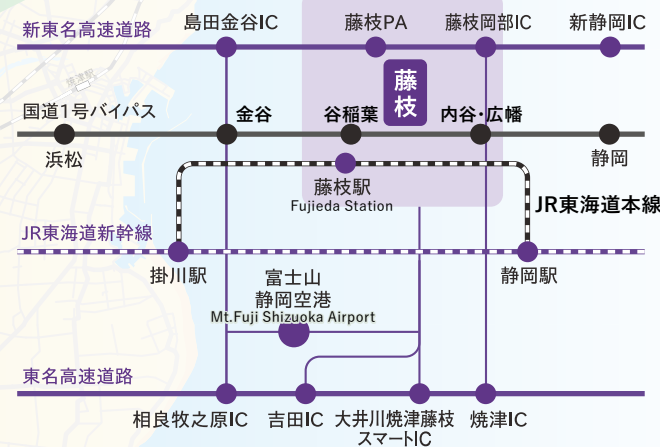 島田金谷IC
藤枝PA
藤枝岡部IC
新静岡IC
新東名高速道路
藤枝
国道1号バイパス
金谷
谷稲葉
内谷・広幡
浜松
静岡
藤枝駅
Fujieda Station
JR東海道本線
JR東海道新幹線
掛川駅
静岡駅
富士山
静岡空港
Mt.Fuji Shizuoka Airport
東名高速道路
相良牧之原IC
吉田IC
大井川焼津藤枝
スマートIC
焼津IC